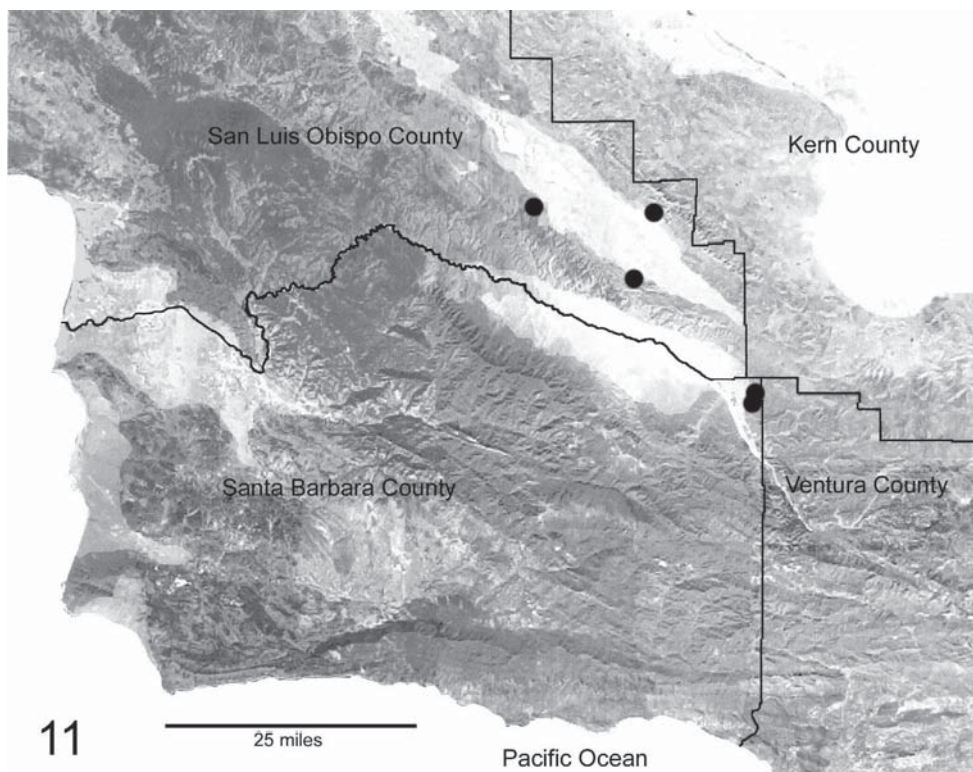 San Luis Obispo County
Kern County
Santa Barbara County
Ventura County
11
25 miles
Pacific Ocean